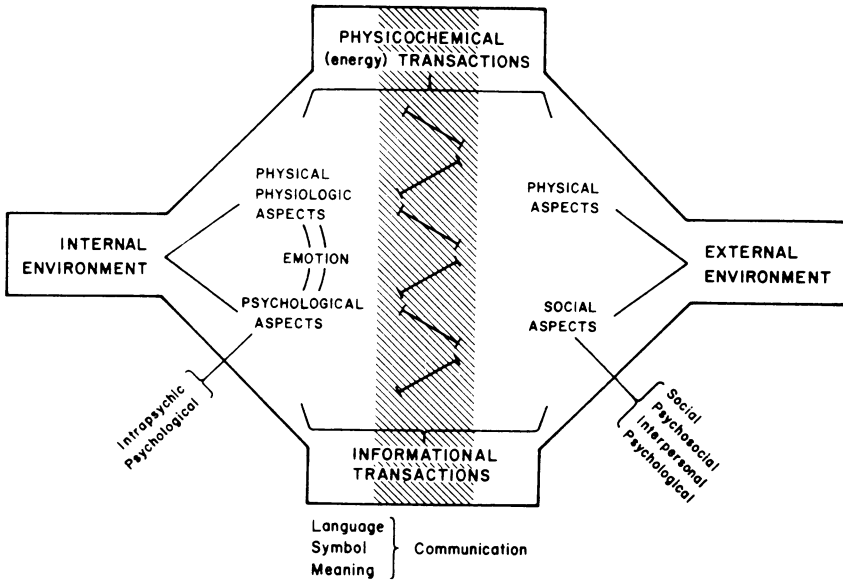 PHYSICOCHEMICAL
(energy) TRANSACTIONS
PHYSICAL
PHYSIOLOGIC
ASPECTS
EMOTION
PSYCHOLOGICAL
ASPECTS
INTERNAL
ENVIRONMENT
PHYSICAL
ASPECTS
SOCIAL
ASPECTS
EXTERNAL
ENVIRONMENT
Intrapsychic
Psychological
Social
Psychosocial
Interpersonal
Psychological
INFORMATIONAL
TRANSACTIONS
Language
Symbol
Meaning
Communication